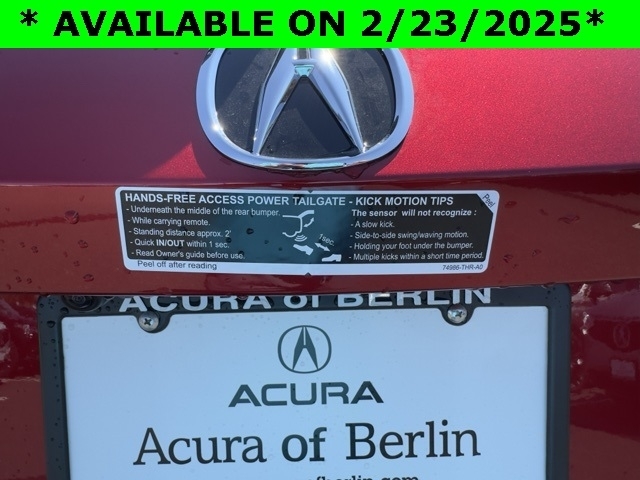 * AVAILABLE ON 2/23/2025*
HANDS-FREE ACCESS POWER TAILGATE - KICK MOTION TIPS
- Underneath the middle of the rear bumper.
- While carrying remote.
- Standing distance approx. 2'
- Quick IN/OUT within 1 sec.
- Read Owner's guide before use.
Peel off after reading
1sec.
The sensor will not recognize :
- A slow kick.
- Side-to-side swing/waving motion.
- Holding your foot under the bumper.
- Multiple kicks within a short time period.
74986-THR-A0
Peel
ACURA of BERLIN
ACURA
Acura of Berlin